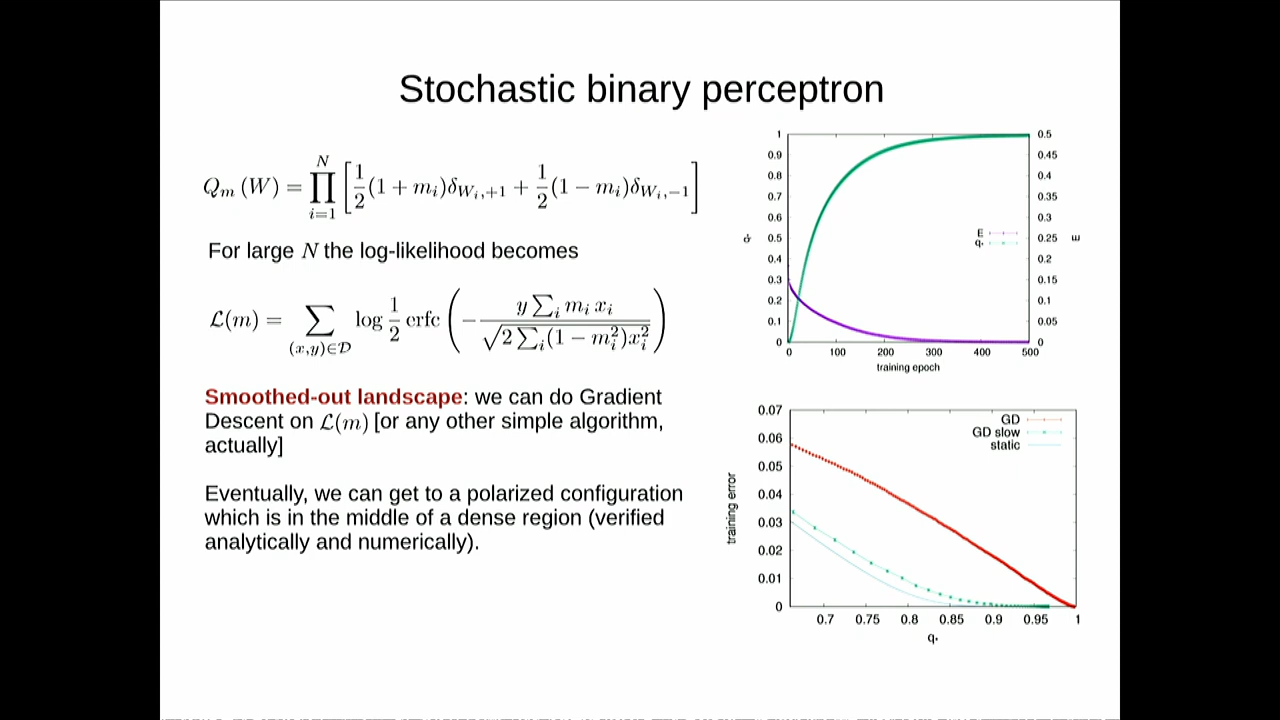 Stochastic binary perceptron
Q_m (W) = ∏_{i=1}^{N} [ 1/2 (1 + m_i) δ_{W_i,+1} + 1/2 (1 − m_i) δ_{W_i,−1} ]
For large N the log-likelihood becomes
ℒ(m) = ∑_{(x,y)∈𝒟} log 1/2 erfc ( − y ∑_i m_i x_i / √(2 ∑_i (1 − m_i^2) x_i^2) )
Smoothed-out landscape: we can do Gradient
Descent on ℒ(m) [or any other simple algorithm,
actually]
Eventually, we can get to a polarized configuration
which is in the middle of a dense region (verified
analytically and numerically).
1
0.9
0.8
0.7
0.6
0.5
0.4
0.3
0.2
0.1
0
0.5
0.45
0.4
0.35
0.3
0.25
0.2
0.15
0.1
0.05
0
q*
E
E
q*
0 100 200 300 400 500
training epoch
0.07
0.06
0.05
0.04
0.03
0.02
0.01
0
training error
GD
GD slow
static
0.7 0.75 0.8 0.85 0.9 0.95 1
q*